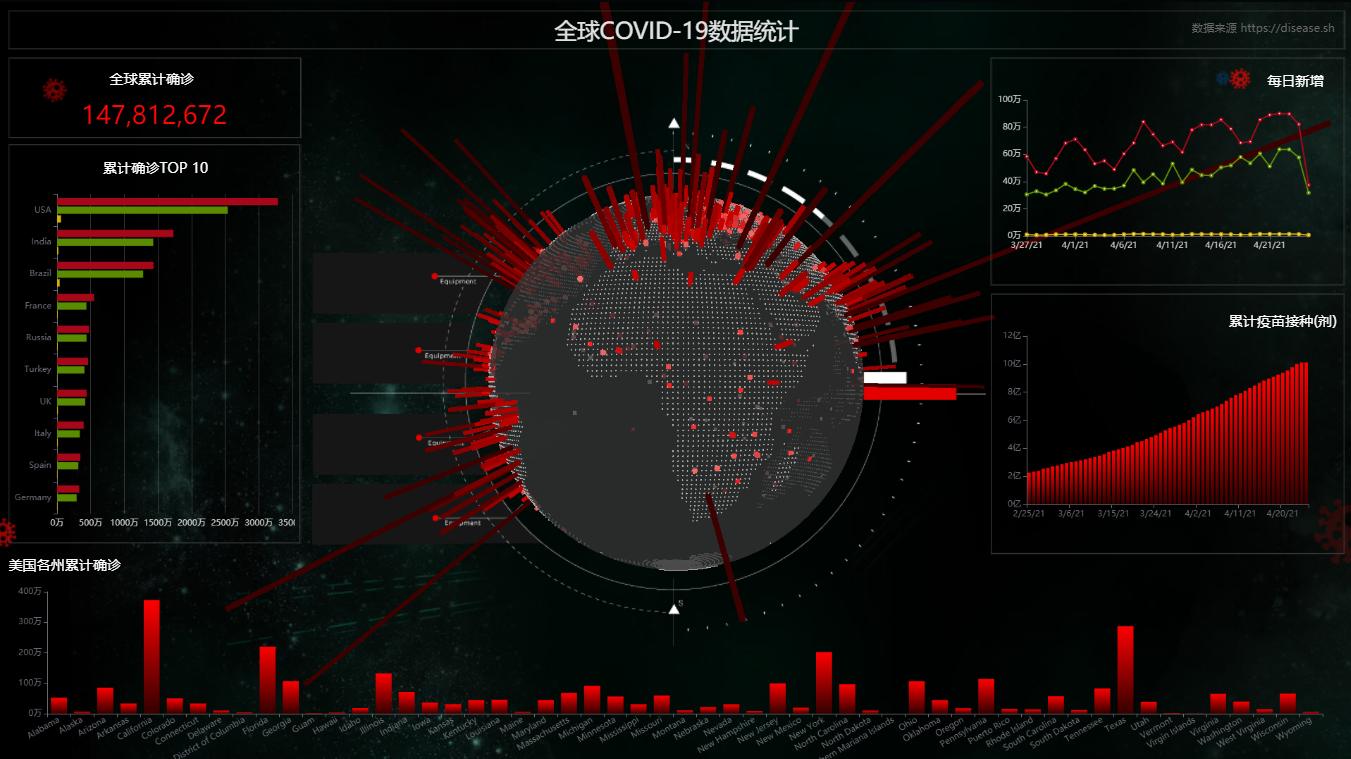 全球COVID-19数据统计
数据来源 https://disease.sh
全球累计确诊
147,812,672
累计确诊TOP 10
USA
India
Brazil
France
Russia
Turkey
UK
Italy
Spain
Germany
0万 500万 1000万 1500万 2000万 2500万 3000万
Equipment
Equipment
Equipment
Equipment
S
每日新增
100万
80万
60万
40万
20万
0万
3/27/21 4/1/21 4/6/21 4/11/21 4/16/21 4/21/21
累计疫苗接种(剂)
12亿
10亿
8亿
6亿
4亿
2亿
0亿
2/25/21 3/6/21 3/15/21 3/24/21 4/2/21 4/11/21 4/20/21
美国各州累计确诊
400万
300万
200万
100万
0万
Alabama Alaska Arizona Arkansas California Colorado Connecticut Delaware District of Columbia Florida Georgia Guam Hawaii Idaho Illinois Indiana Iowa Kansas Kentucky Louisiana Maine Maryland Massachusetts Michigan Minnesota Mississippi Missouri Montana Nebraska Nevada New Hampshire New Jersey New Mexico New York North Carolina North Dakota Mariana Islands Ohio Oklahoma Oregon Pennsylvania Puerto Rico Rhode Island South Carolina South Dakota Tennessee Texas Utah Vermont Virgin Islands Virginia Washington West Virginia Wisconsin Wyoming